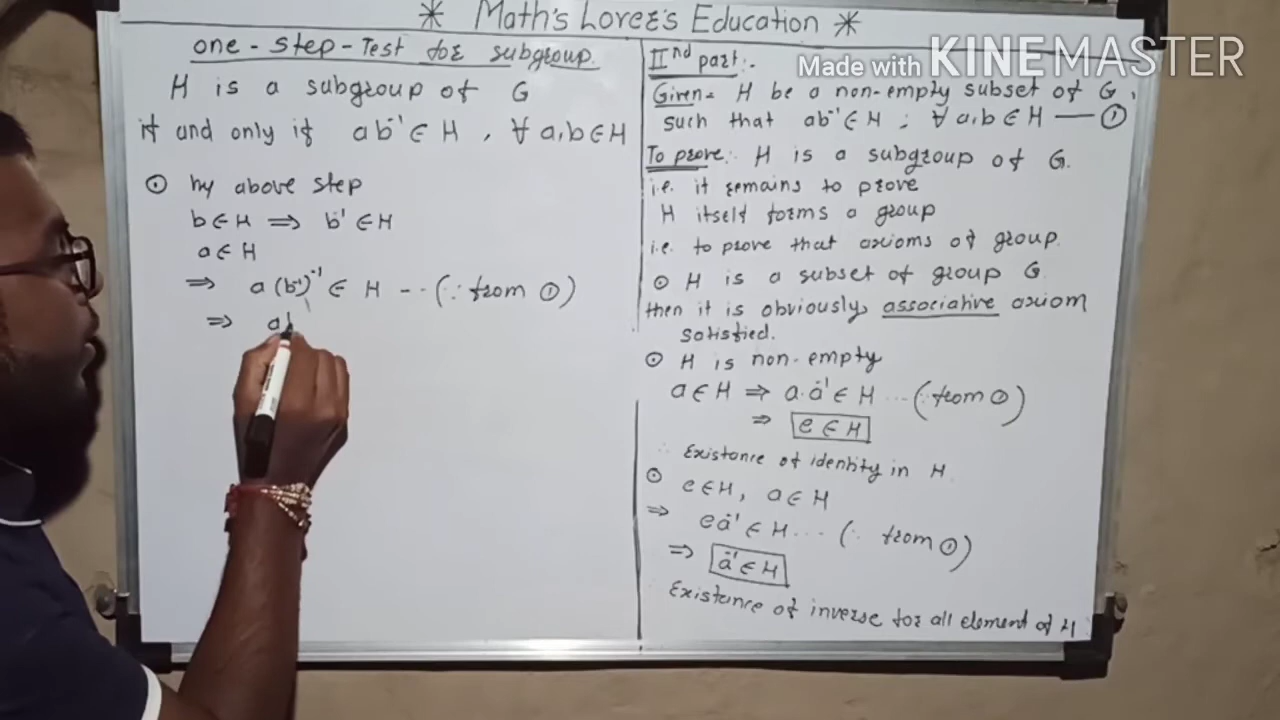 * Math's Lover's Education *
one-step-Test for subgroup.
H is a subgroup of G
if and only if ab⁻¹ ∈ H, ∀ a,b ∈ H
⊙ by above step
b ∈ H ⟹ b⁻¹ ∈ H
a ∈ H
⟹ a(b⁻¹)⁻¹ ∈ H --- (∵ from ①)
⟹ ab
Made with KINEMASTER
IInd part:-
Given = H be a non-empty subset of G,
such that ab⁻¹ ∈ H ; ∀ a,b ∈ H — ①
To prove:- H is a subgroup of G.
i.e. it remains to prove
H itself forms a group
i.e. to prove that axioms of group.
⊙ H is a subset of group G
then it is obviously associative axiom
satisfied.
⊙ H is non-empty
a ∈ H ⟹ a·a⁻¹ ∈ H ... (∵ from ①)
⟹ e ∈ H
∴ Existance of identity in H
⊙ e ∈ H, a ∈ H
⟹ ea⁻¹ ∈ H ... (∵ from ①)
⟹ a⁻¹ ∈ H
∴ Existance of inverse for all element of H